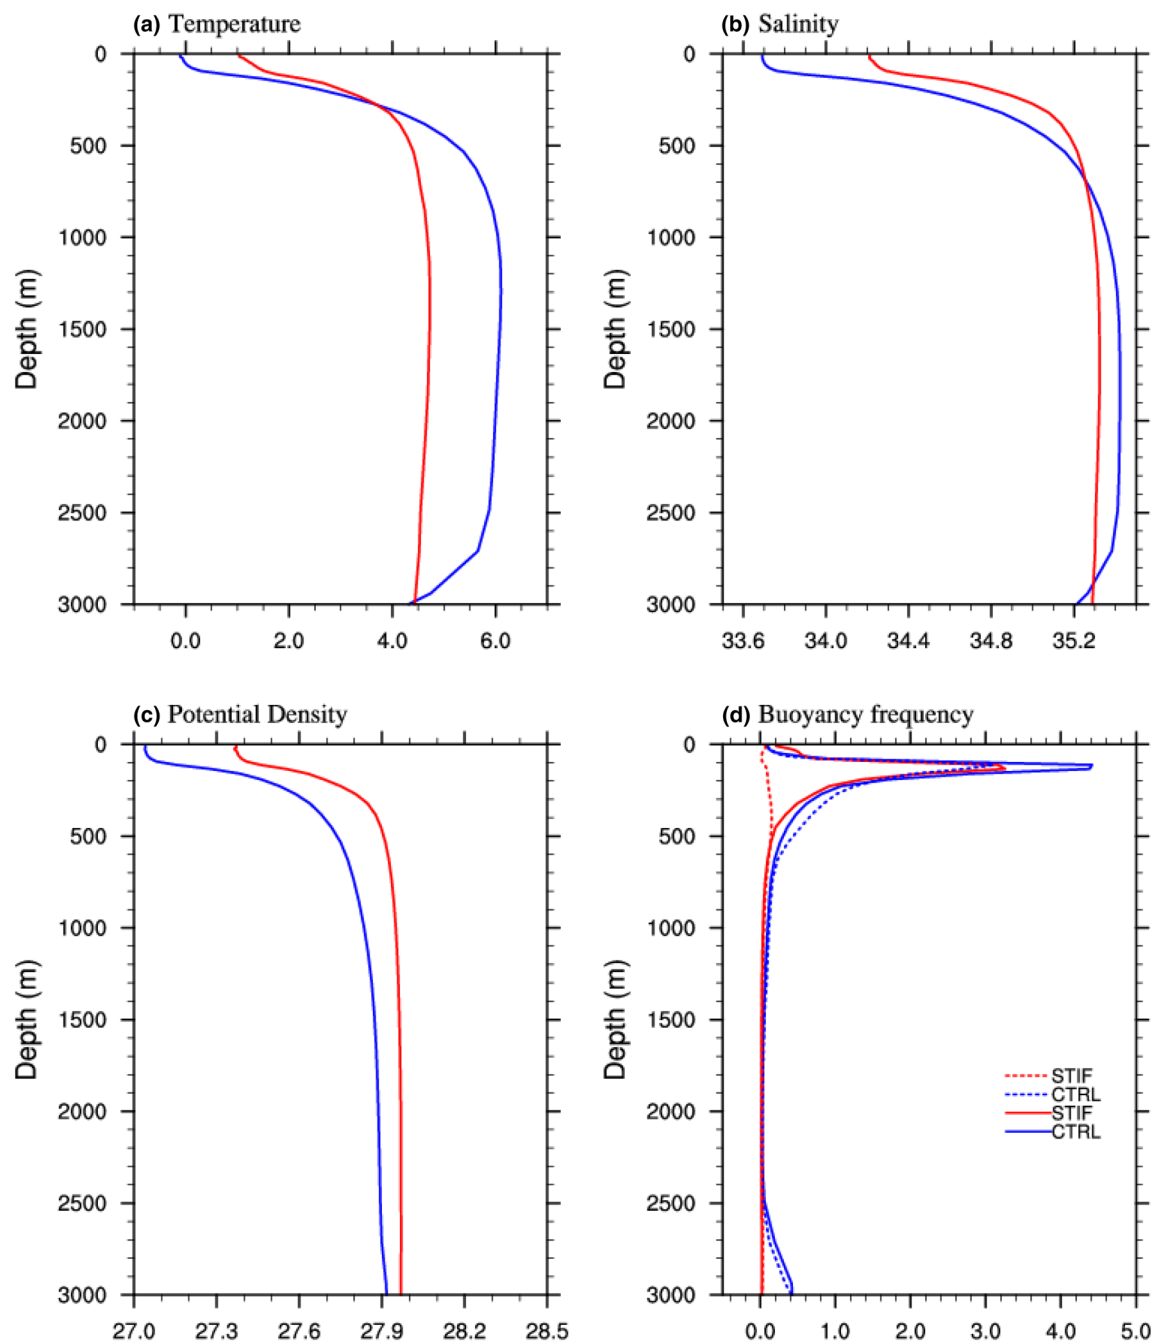 (a) Temperature
0
500
1000
1500
2000
2500
3000
Depth (m)
0.0 2.0 4.0 6.0
(b) Salinity
0
500
1000
1500
2000
2500
3000
Depth (m)
33.6 34.0 34.4 34.8 35.2
(c) Potential Density
0
500
1000
1500
2000
2500
3000
Depth (m)
27.0 27.3 27.6 27.9 28.2 28.5
(d) Buoyancy frequency
0
500
1000
1500
2000
2500
3000
Depth (m)
STIF
CTRL
STIF
CTRL
0.0 1.0 2.0 3.0 4.0 5.0